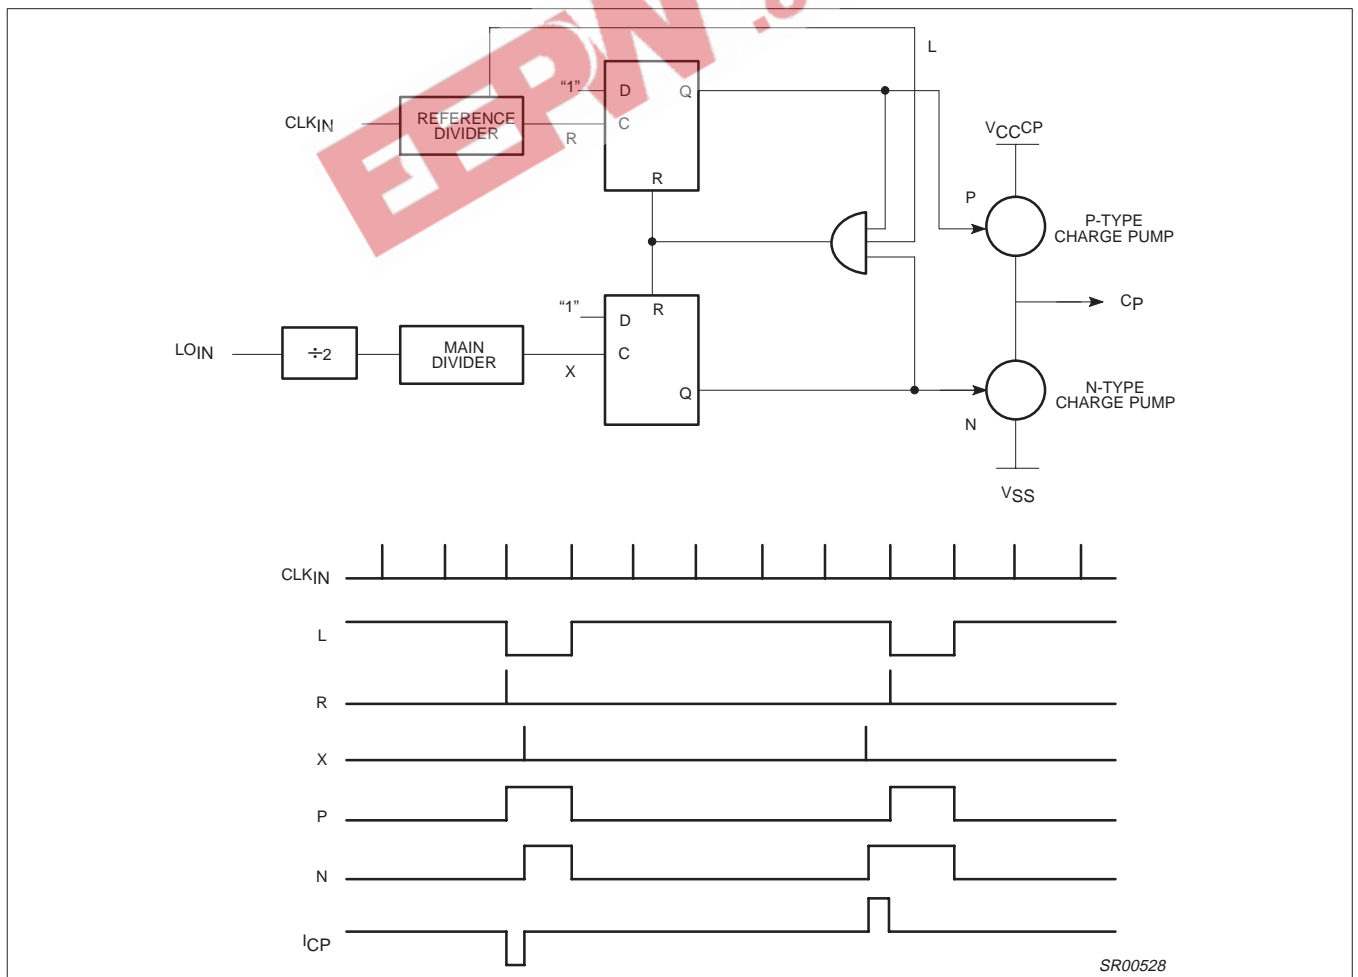 EEPW.c
L
"1"
D
Q
CLKIN
REFERENCE
DIVIDER
R
C
R
VCCCP
P
P-TYPE
CHARGE PUMP
CP
"1"
R
D
LOIN
÷2
MAIN
DIVIDER
X
C
Q
N
N-TYPE
CHARGE PUMP
VSS
CLKIN
L
R
X
P
N
ICP
SR00528